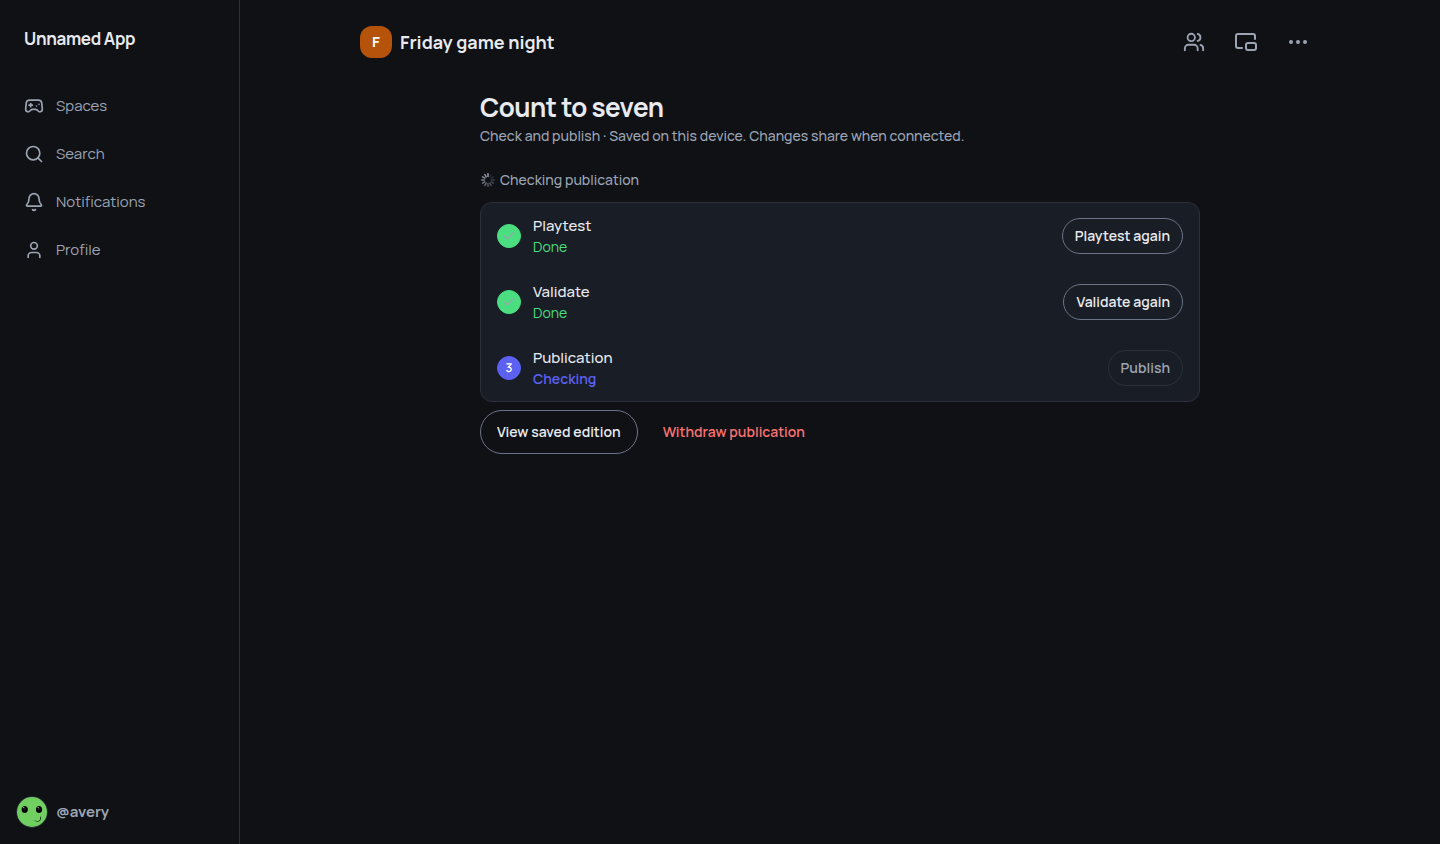 Unnamed App
Spaces
Search
Notifications
Profile
@avery
F
Friday game night
Count to seven
Check and publish · Saved on this device. Changes share when connected.
Checking publication
Playtest
Done
Playtest again
Validate
Done
Validate again
3
Publication
Checking
Publish
View saved edition
Withdraw publication